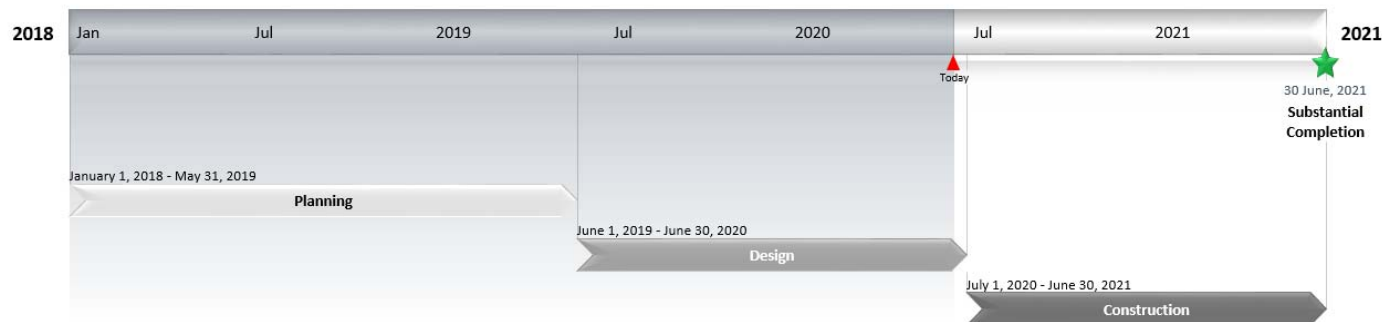 2018 Jan Jul 2019 Jul 2020 Jul 2021 2021
Today
30 June, 2021
Substantial
Completion
January 1, 2018 - May 31, 2019
Planning
June 1, 2019 - June 30, 2020
Design
July 1, 2020 - June 30, 2021
Construction